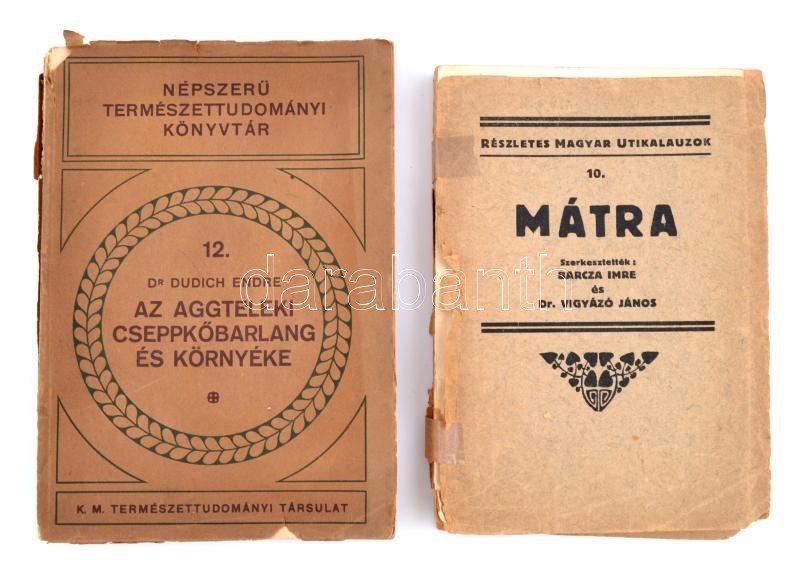 NÉPSZERŰ
TERMÉSZETTUDOMÁNYI
KÖNYVTÁR
12.
Dr DUDICH ENDRE
AZ AGGTELEKI
CSEPPKŐBARLANG
ÉS KÖRNYÉKE
K. M. TERMÉSZETTUDOMÁNYI TÁRSULAT
RÉSZLETES MAGYAR UTIKALAUZOK
10.
MÁTRA
Szerkesztették:
BARCZA IMRE
és
Dr. VIGYÁZÓ JÁNOS
darabanth